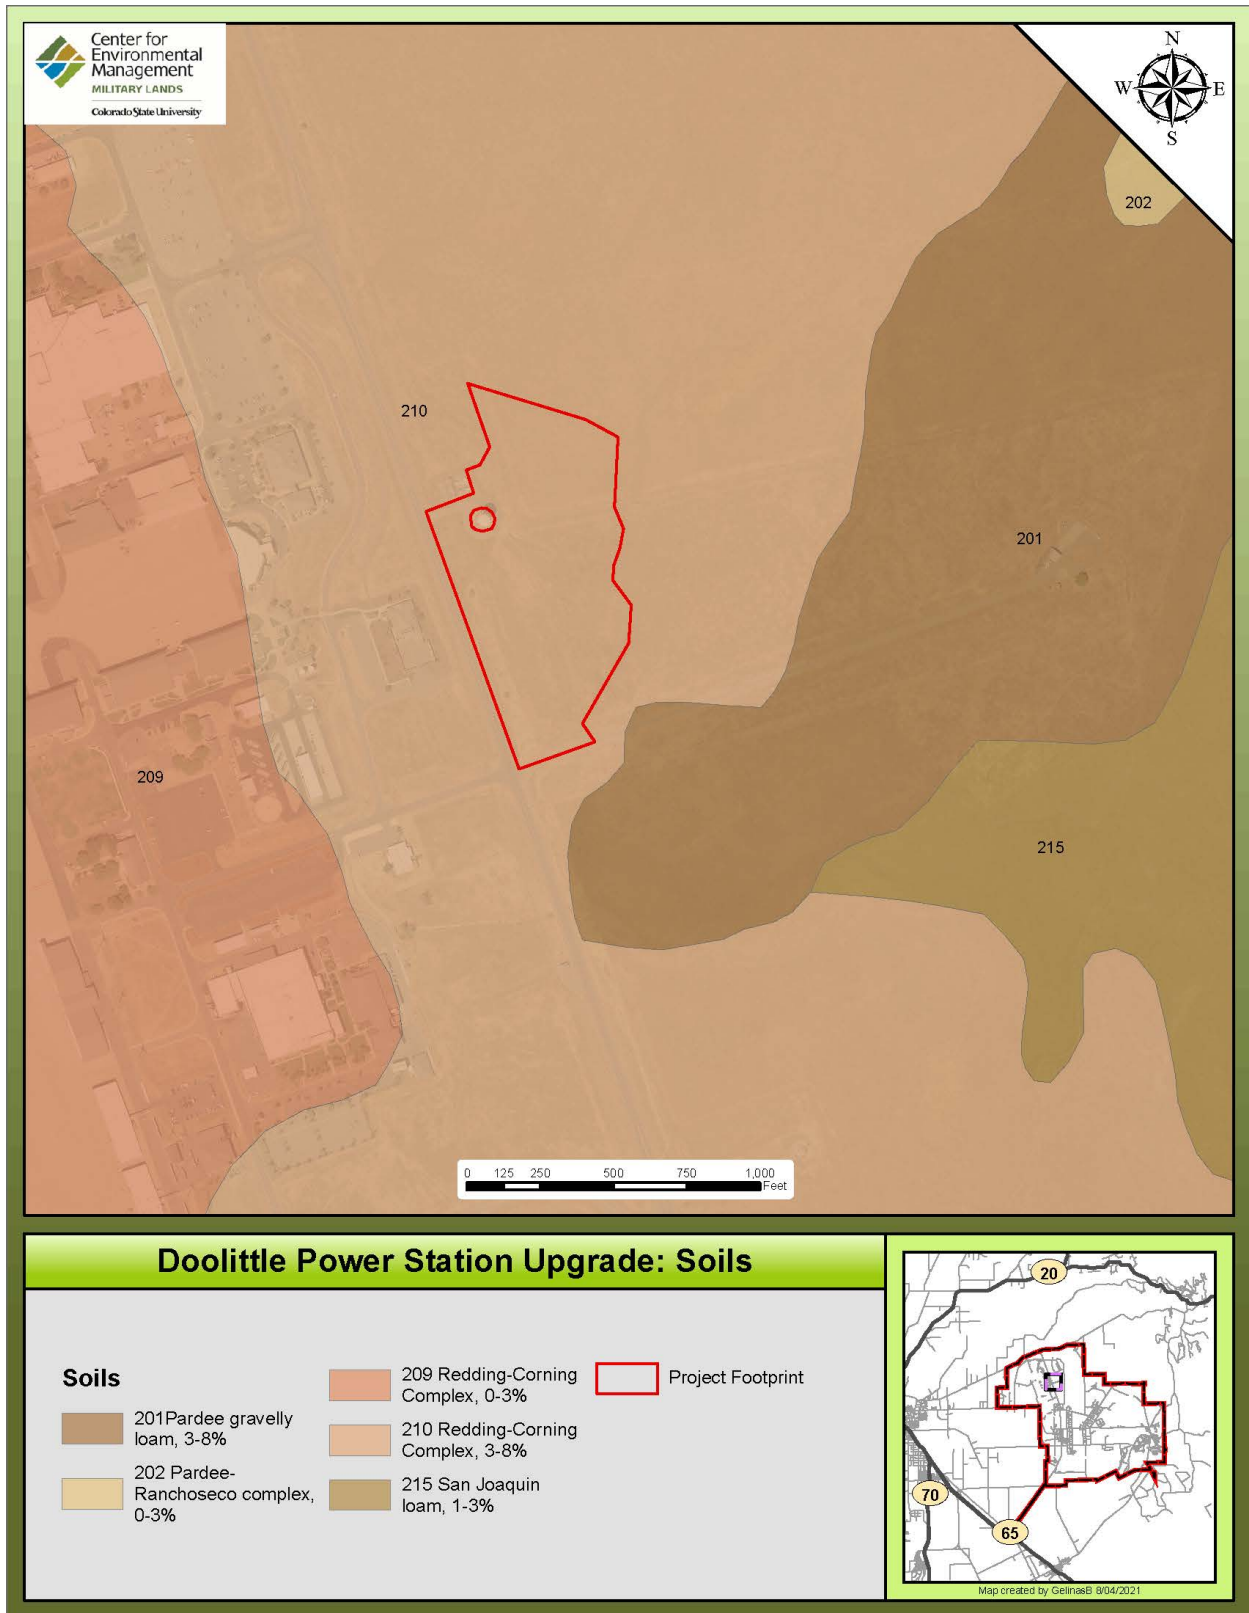 Center for
Environmental
Management
MILITARY LANDS
Colorado State University
N
W
E
S
202
210
201
209
215
0 125 250 500 750 1,000
Feet
Doolittle Power Station Upgrade: Soils
Soils
201Pardee gravelly
loam, 3-8%
202 Pardee-
Ranchoseco complex,
0-3%
209 Redding-Corning
Complex, 0-3%
210 Redding-Corning
Complex, 3-8%
215 San Joaquin
loam, 1-3%
Project Footprint
20
70
65
Map created by GelinasB 8/04/2021